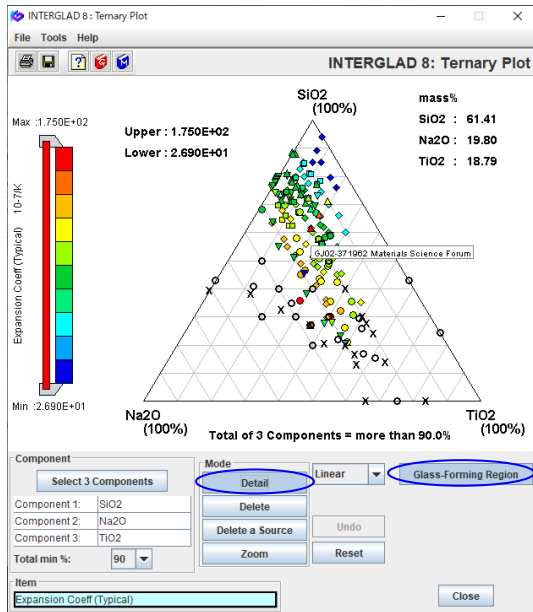 INTERGLAD 8: Ternary Plot
File Tools Help
INTERGLAD 8: Ternary Plot
SiO2
(100%)
mass%
SiO2 : 61.41
Na2O : 19.80
TiO2 : 18.79
Max :1.750E+02
Upper : 1.750E+02
Lower : 2.690E+01
Expansion Coeff (Typical) 10-7/K
GJ02-371962 Materials Science Forum
Min :2.690E+01
Na2O
(100%)
TiO2
(100%)
Total of 3 Components = more than 90.0%
Component
Select 3 Components
Component 1: SiO2
Component 2: Na2O
Component 3: TiO2
Total min %: 90
Mode
Detail
Delete
Delete a Source
Zoom
Linear
Glass-Forming Region
Undo
Reset
Item
Expansion Coeff (Typical)
Close